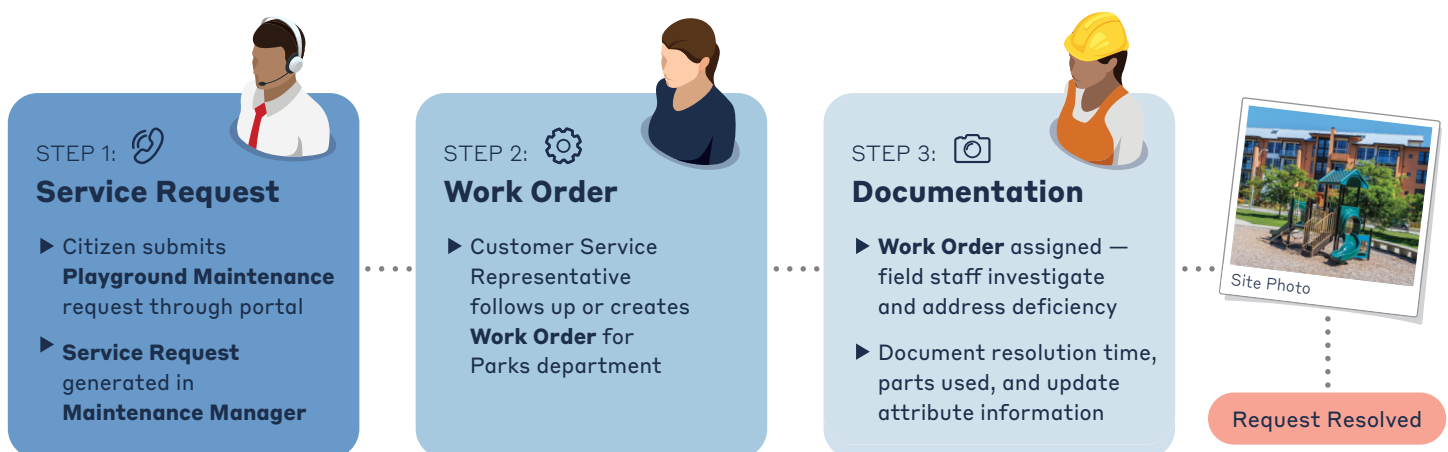 STEP 1:
Service Request
▶ Citizen submits
Playground Maintenance
request through portal
▶ Service Request
generated in
Maintenance Manager
STEP 2:
Work Order
▶ Customer Service
Representative
follows up or creates
Work Order for
Parks department
STEP 3:
Documentation
▶ Work Order assigned —
field staff investigate
and address deficiency
▶ Document resolution time,
parts used, and update
attribute information
Site Photo
Request Resolved